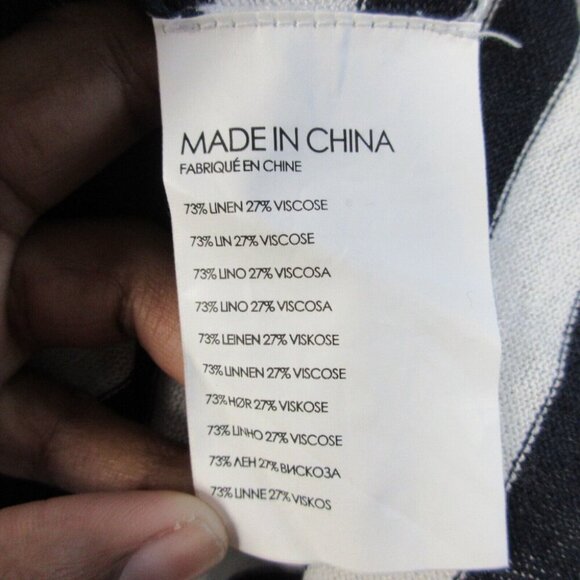 MADE IN CHINA
FABRIQUÉ EN CHINE
73% LINEN 27% VISCOSE
73% LIN 27% VISCOSE
73% LINO 27% VISCOSA
73% LINO 27% VISCOSA
73% LEINEN 27% VISKOSE
73% LINNEN 27% VISCOSE
73% HØR 27% VISKOSE
73% LINHO 27% VISCOSE
73% ЛЕН 27% ВИСКОЗА
73% LINNE 27% VISKOS